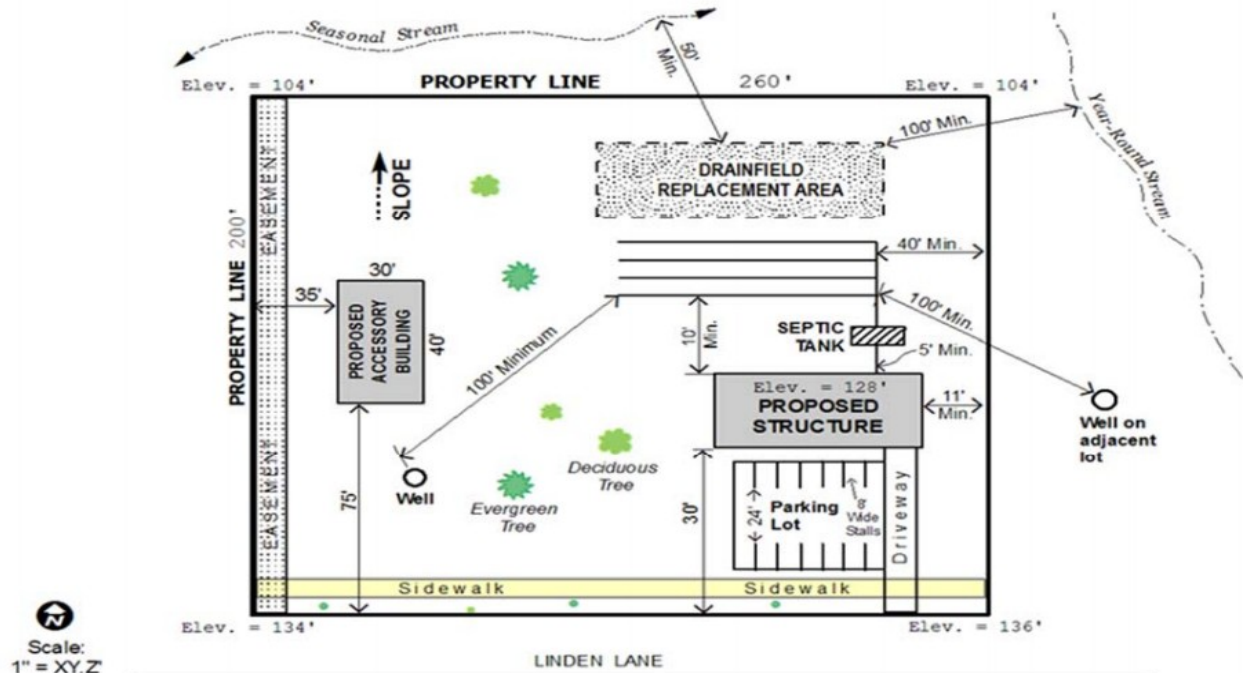 Seasonal Stream
50'
Min.
Elev. = 104'
PROPERTY LINE 260'
Elev. = 104'
100' Min.
Year-Round Stream
EASEMENT
SLOPE
DRAINFIELD
REPLACEMENT AREA
PROPERTY LINE 200'
40' Min.
30'
35'
PROPOSED
ACCESSORY
BUILDING
40'
100' Minimum
10'
Min.
SEPTIC
TANK
100' Min.
5' Min.
Elev. = 128'
PROPOSED
STRUCTURE
11'
Min.
Well on
adjacent
lot
EASEMENT
75'
Well
Deciduous
Tree
Evergreen
Tree
30'
24'
Parking
Lot
8'
Wide
Stalls
Driveway
Sidewalk
Sidewalk
Elev. = 134'
Elev. = 136'
N
Scale:
1" = XY.Z'
LINDEN LANE